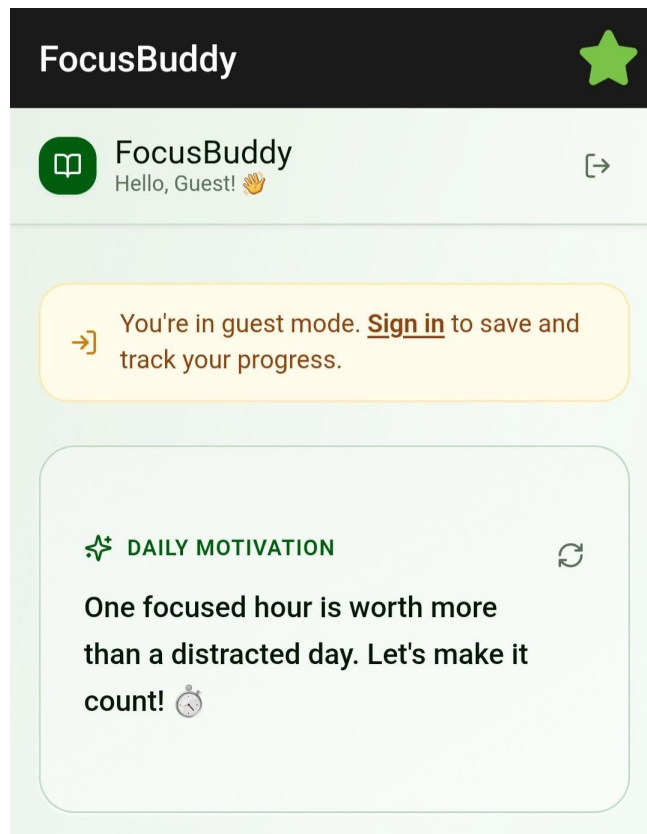 FocusBuddy
FocusBuddy
Hello, Guest! 👋
You're in guest mode. Sign in to save and
track your progress.
DAILY MOTIVATION
One focused hour is worth more
than a distracted day. Let's make it
count! ⏱️